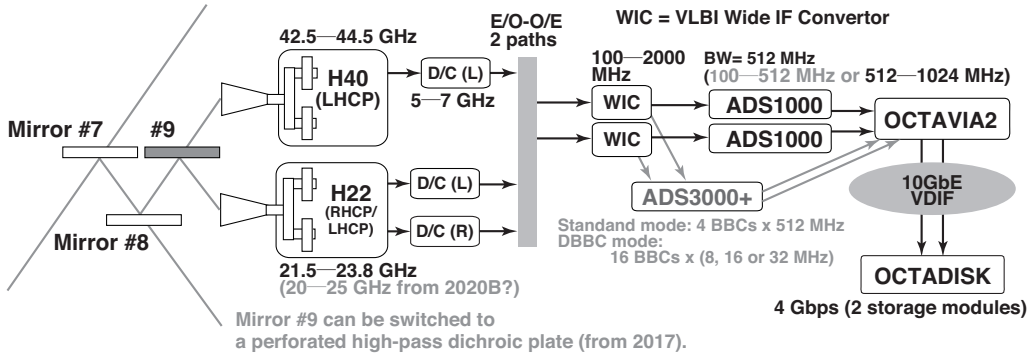 WIC = VLBI Wide IF Convertor
E/O-O/E
2 paths
42.5—44.5 GHz
H40
(LHCP)
D/C (L)
5—7 GHz
100—2000
MHz
BW= 512 MHz
(100—512 MHz or 512—1024 MHz)
WIC
ADS1000
WIC
ADS1000
OCTAVIA2
Mirror #7
#9
Mirror #8
H22
(RHCP/
LHCP)
D/C (L)
D/C (R)
ADS3000+
10GbE
VDIF
Standand mode: 4 BBCs x 512 MHz
DBBC mode:
16 BBCs x (8, 16 or 32 MHz)
21.5—23.8 GHz
(20—25 GHz from 2020B?)
OCTADISK
4 Gbps (2 storage modules)
Mirror #9 can be switched to
a perforated high-pass dichroic plate (from 2017).